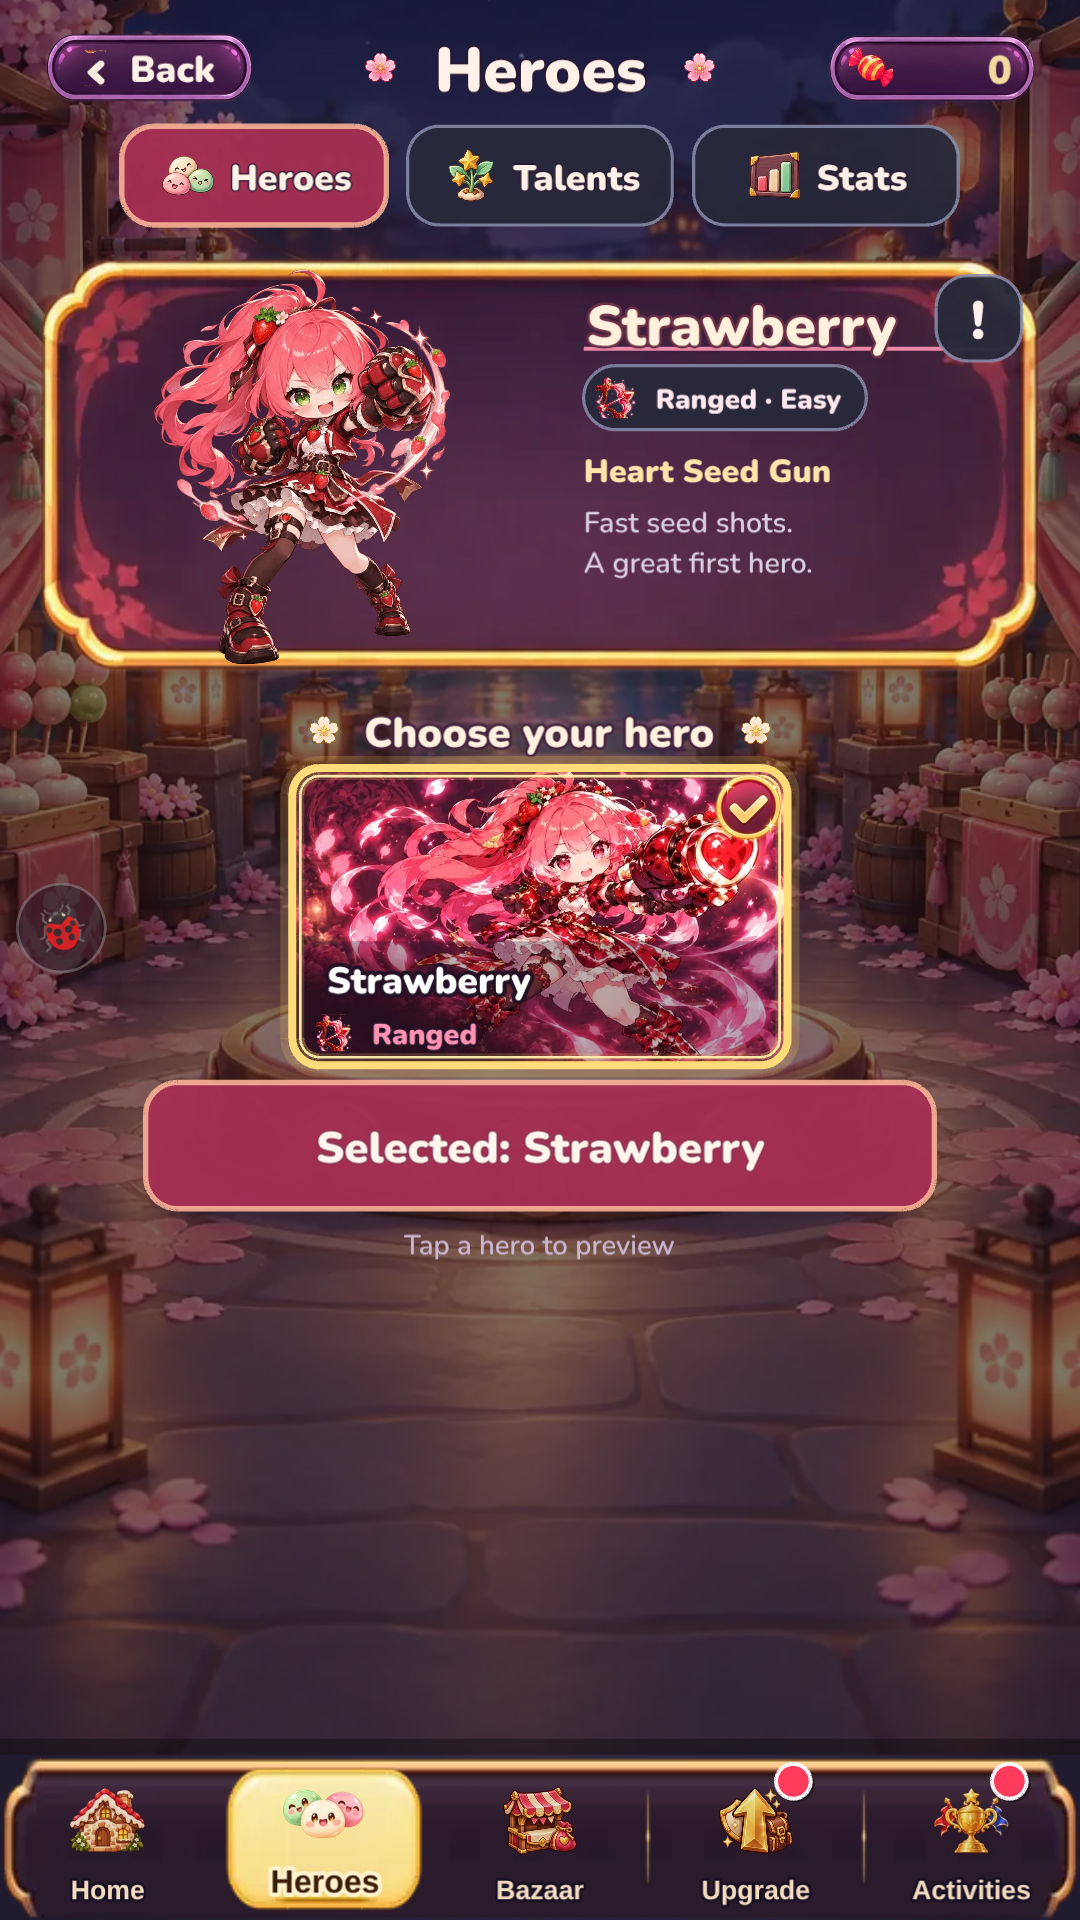 Back
Heroes
0
Heroes
Talents
Stats
Strawberry
!
Ranged · Easy
Heart Seed Gun
Fast seed shots.
A great first hero.
Choose your hero
Strawberry
Ranged
Selected: Strawberry
Tap a hero to preview
Home
Heroes
Bazaar
Upgrade
Activities